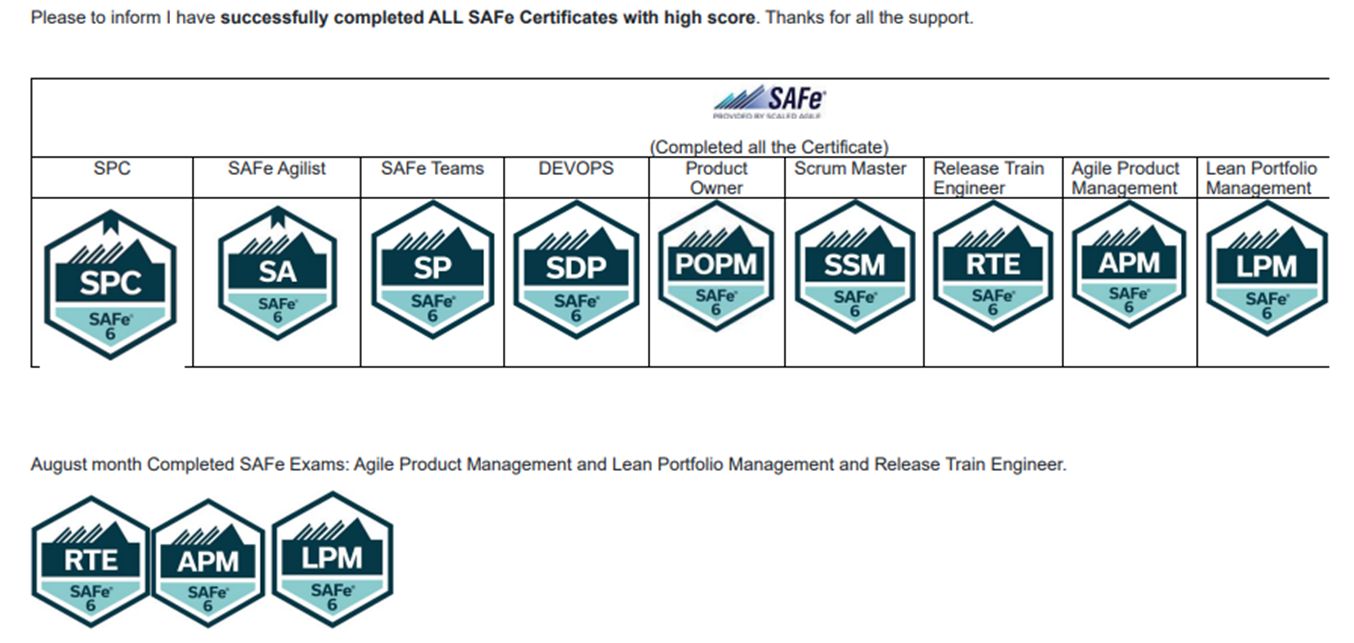 Please to inform I have successfully completed ALL SAFe Certificates with high score. Thanks for all the support.
SAFe®
PROVIDED BY SCALED AGILE
(Completed all the Certificate)
SPC
SAFe Agilist
SAFe Teams
DEVOPS
Product
Owner
Scrum Master
Release Train
Engineer
Agile Product
Management
Lean Portfolio
Management
SPC
SAFe®
6
SA
SAFe®
6
SP
SAFe®
6
SDP
SAFe®
6
POPM
SAFe®
6
SSM
SAFe®
6
RTE
SAFe®
6
APM
SAFe®
6
LPM
SAFe®
6
August month Completed SAFe Exams: Agile Product Management and Lean Portfolio Management and Release Train Engineer.
RTE
SAFe®
6
APM
SAFe®
6
LPM
SAFe®
6